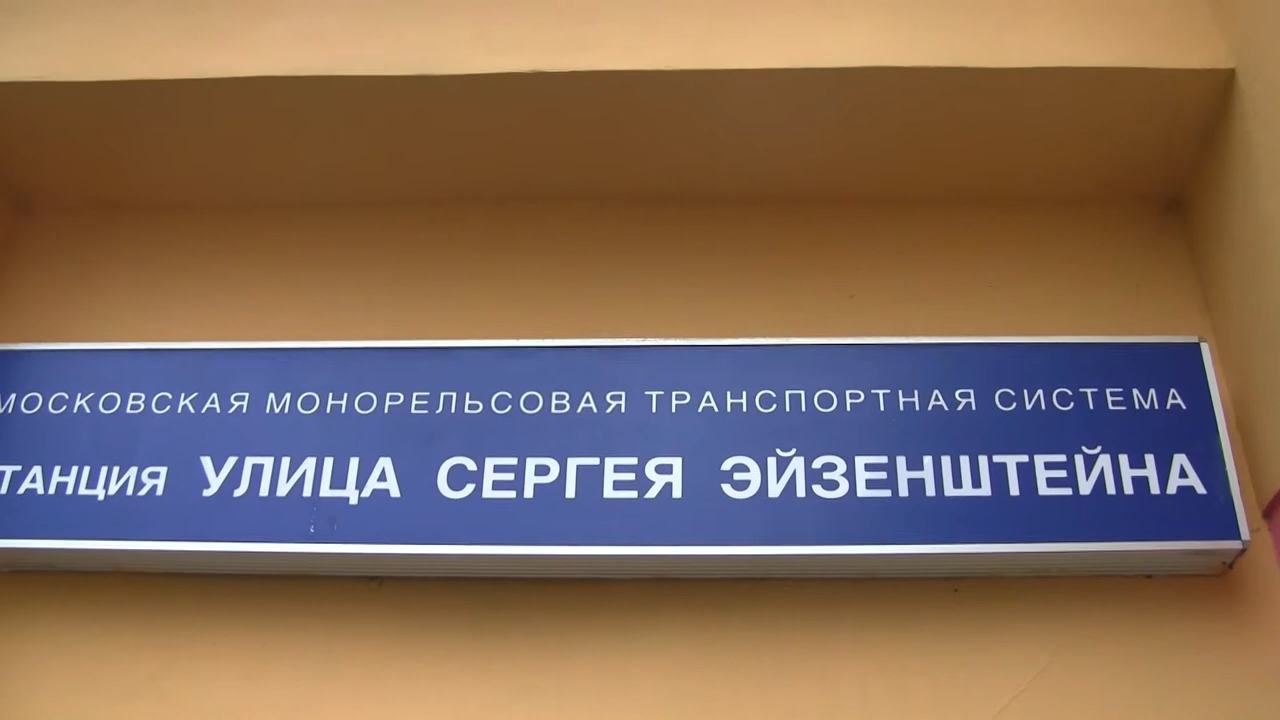 МОСКОВСКАЯ МОНОРЕЛЬСОВАЯ ТРАНСПОРТНАЯ СИСТЕМА
ТАНЦИЯ УЛИЦА СЕРГЕЯ ЭЙЗЕНШТЕЙНА